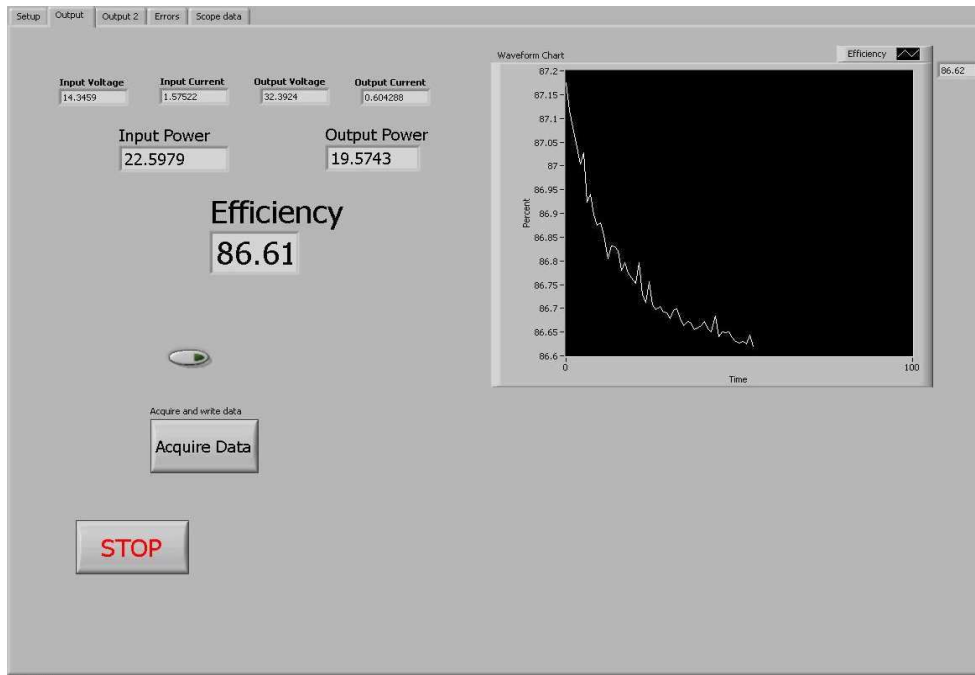 Setup Output Output 2 Errors Scope data
Input Voltage Input Current Output Voltage Output Current
14.3459 1.57522 32.3924 0.604288
Input Power Output Power
22.5979 19.5743
Efficiency
86.61
Acquire and write data
Acquire Data
STOP
Waveform Chart Efficiency
86.62
87.2
87.15
87.1
87.05
87
86.95
86.9
86.85
86.8
86.75
86.7
86.65
86.6
Percent
0 100
Time